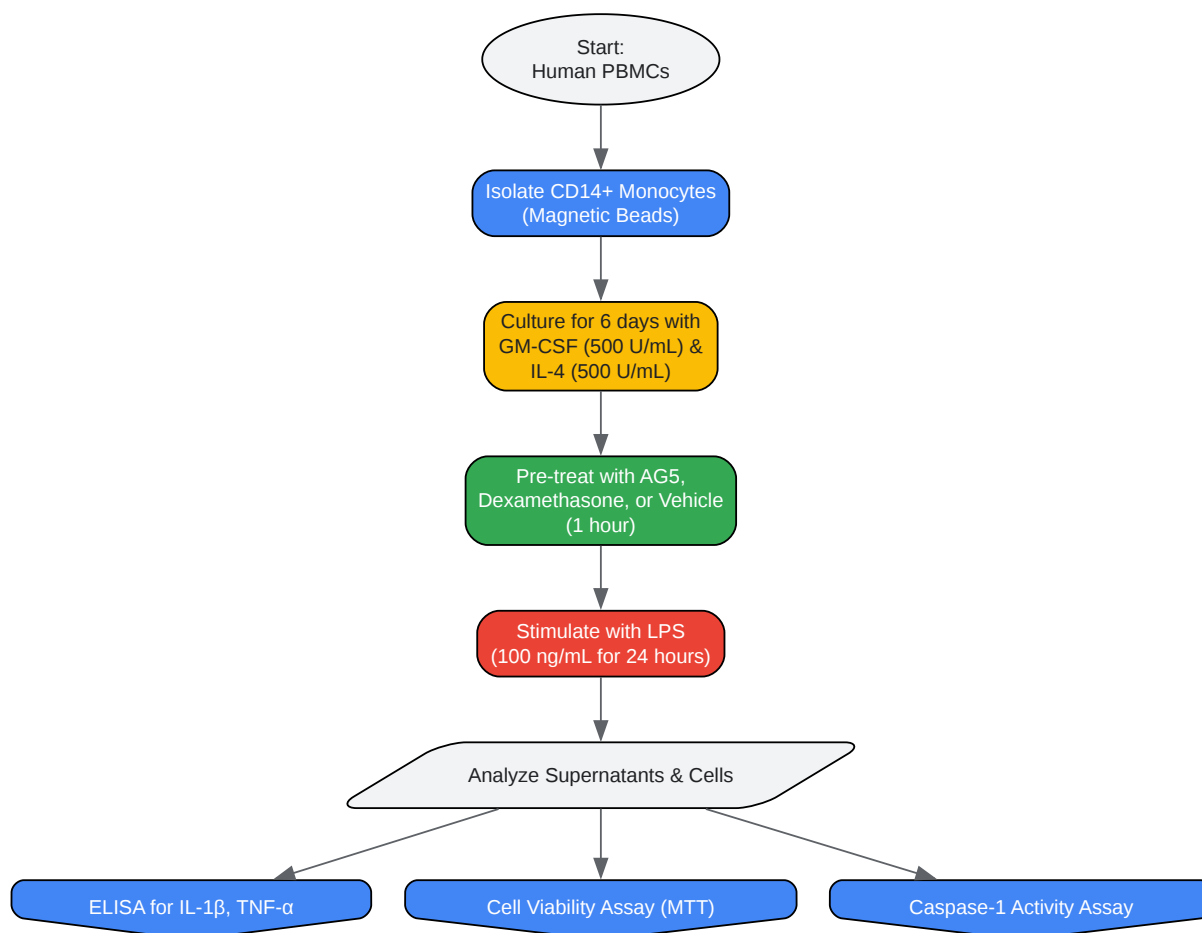 Start:
Human PBMCs
Isolate CD14+ Monocytes
(Magnetic Beads)
Culture for 6 days with
GM-CSF (500 U/mL) &
IL-4 (500 U/mL)
Pre-treat with AG5,
Dexamethasone, or Vehicle
(1 hour)
Stimulate with LPS
(100 ng/mL for 24 hours)
Analyze Supernatants & Cells
ELISA for IL-1β, TNF-α
Cell Viability Assay (MTT)
Caspase-1 Activity Assay